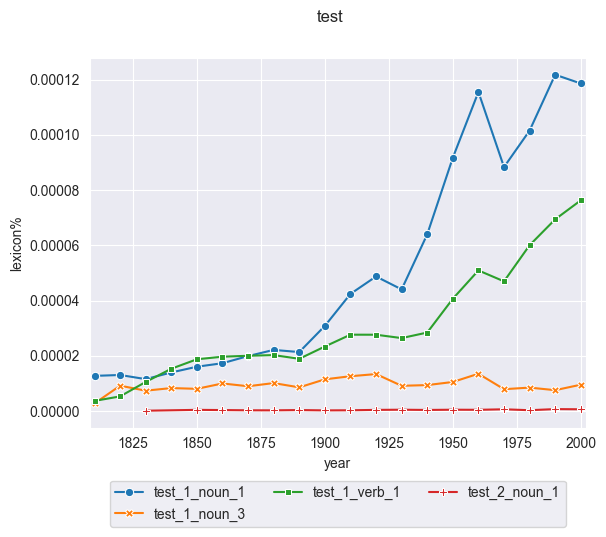 test
0.00012
0.00010
0.00008
0.00006
0.00004
0.00002
0.00000
lexicon%
1825 1850 1875 1900 1925 1950 1975 2000
year
test_1_noun_1 test_1_verb_1 test_2_noun_1
test_1_noun_3